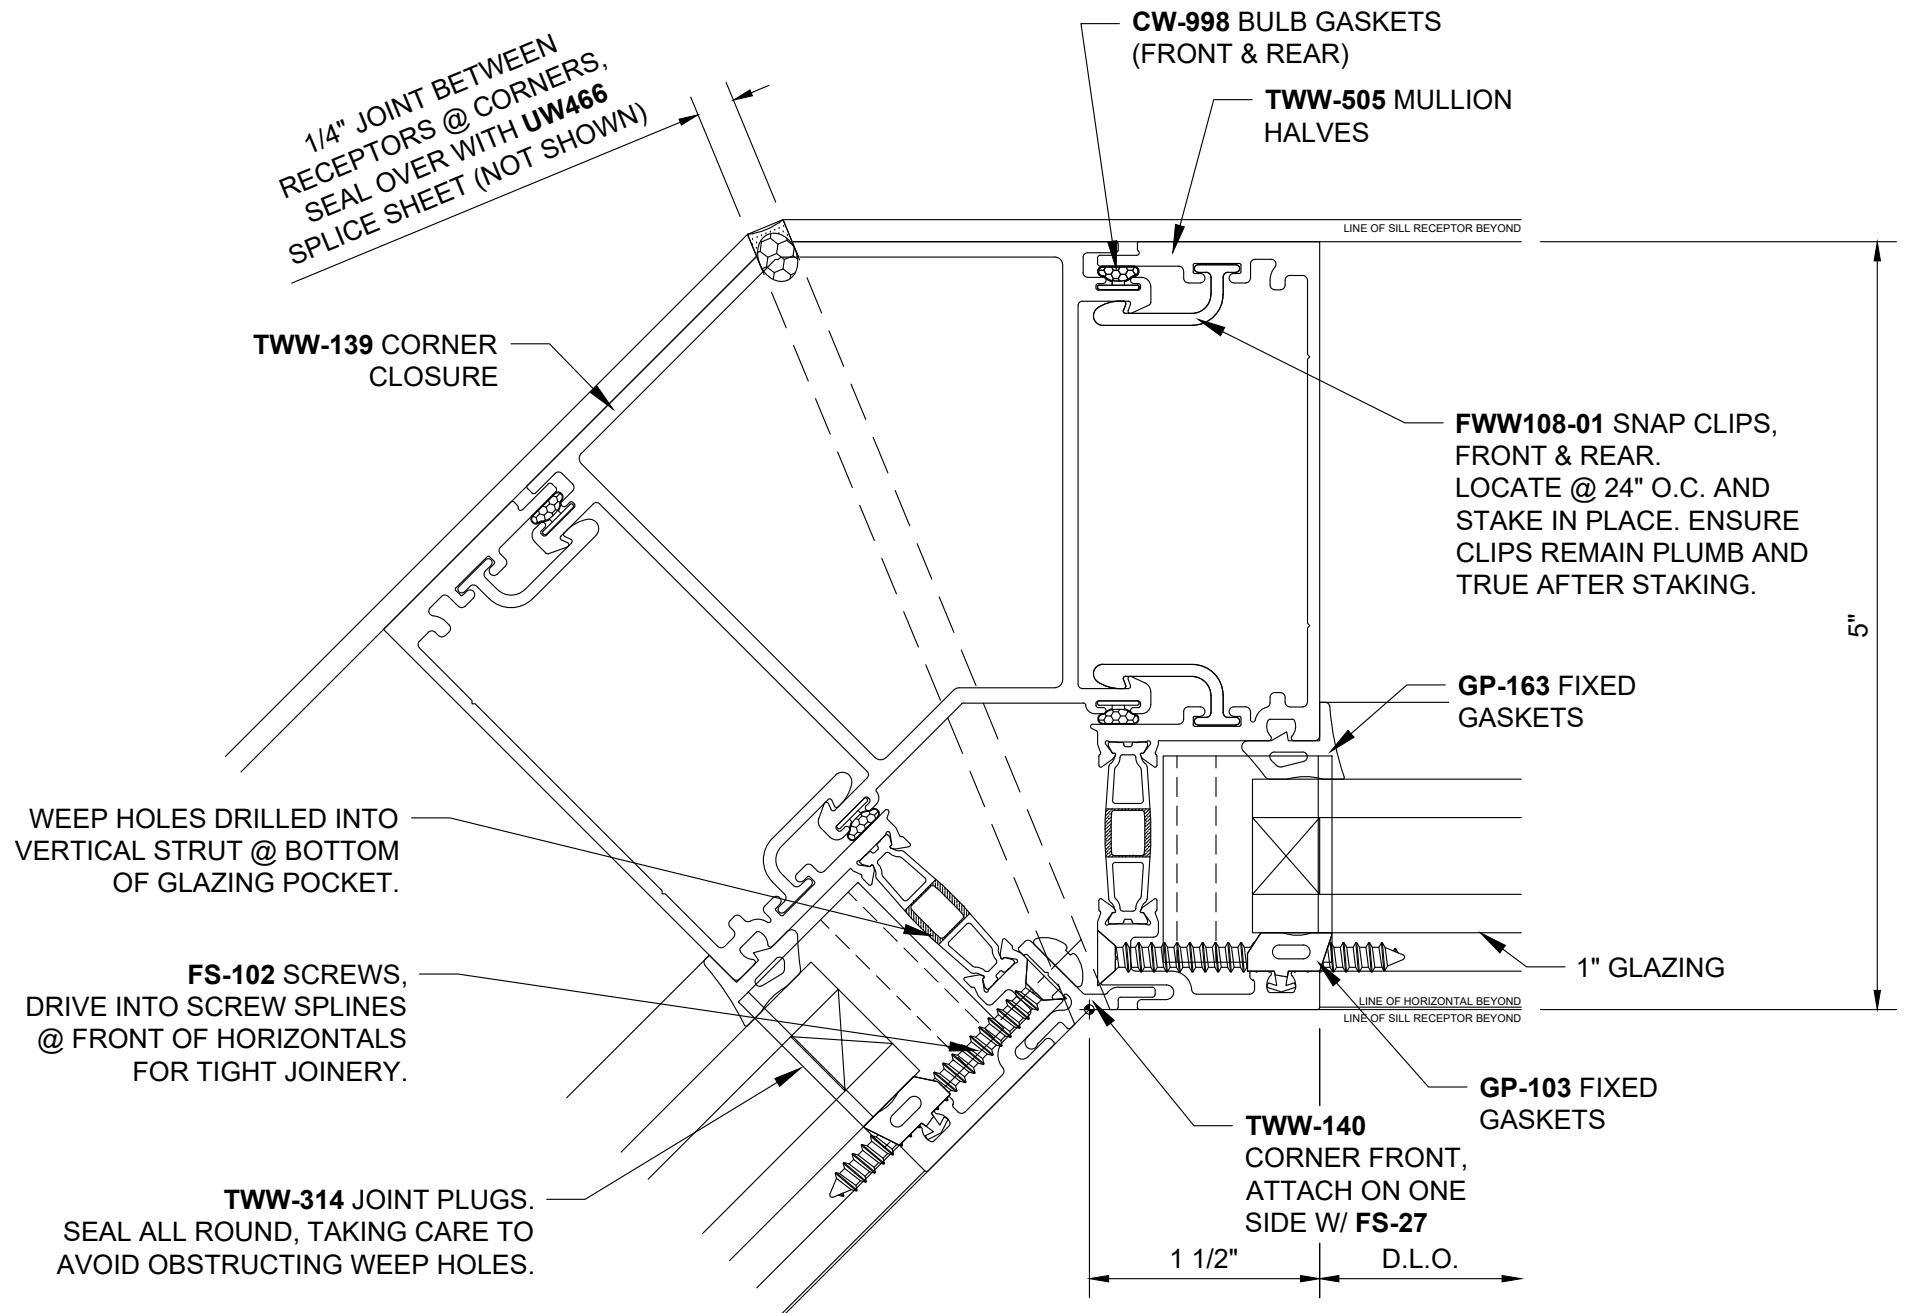 CW-998 BULB GASKETS
(FRONT & REAR)
TWW-505 MULLION
HALVES
1/4" JOINT BETWEEN
RECEPTORS @ CORNERS,
SEAL OVER WITH UW466
SPLICE SHEET (NOT SHOWN)
LINE OF SILL RECEPTOR BEYOND
TWW-139 CORNER
CLOSURE
FWW108-01 SNAP CLIPS,
FRONT & REAR.
LOCATE @ 24" O.C. AND
STAKE IN PLACE. ENSURE
CLIPS REMAIN PLUMB AND
TRUE AFTER STAKING.
5"
GP-163 FIXED
GASKETS
WEEP HOLES DRILLED INTO
VERTICAL STRUT @ BOTTOM
OF GLAZING POCKET.
FS-102 SCREWS,
DRIVE INTO SCREW SPLINES
@ FRONT OF HORIZONTALS
FOR TIGHT JOINERY.
1" GLAZING
LINE OF HORIZONTAL BEYOND
LINE OF SILL RECEPTOR BEYOND
GP-103 FIXED
GASKETS
TWW-140
CORNER FRONT,
ATTACH ON ONE
SIDE W/ FS-27
TWW-314 JOINT PLUGS.
SEAL ALL ROUND, TAKING CARE TO
AVOID OBSTRUCTING WEEP HOLES.
1 1/2"
D.L.O.